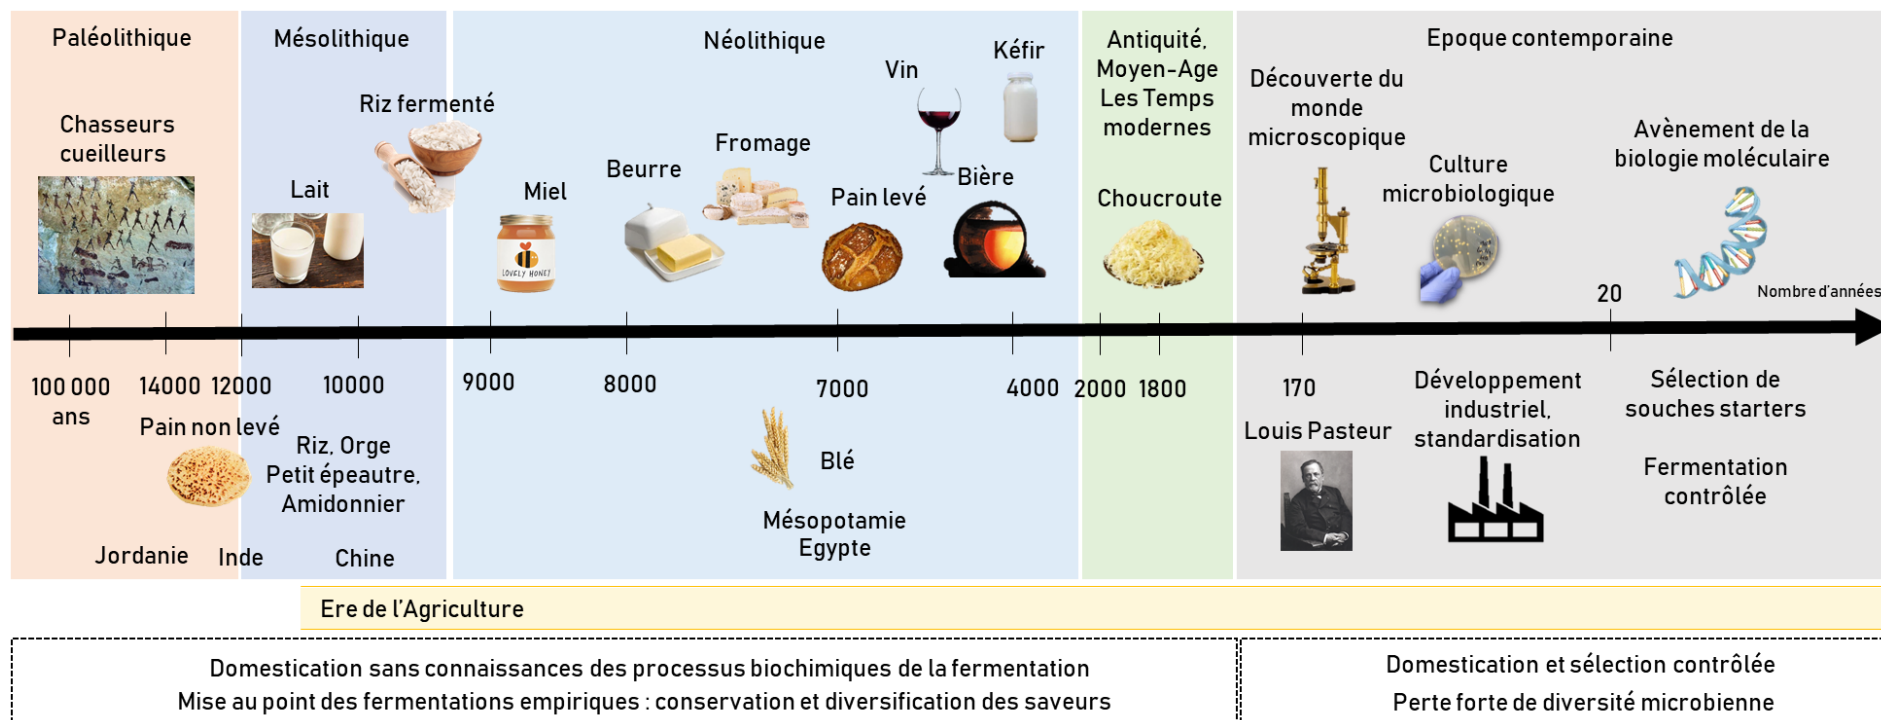 Paléolithique
Chasseurs
cueilleurs
Mésolithique
Lait
Riz fermenté
Néolithique
Miel
Beurre
Fromage
Pain levé
Vin
Bière
Kéfir
Antiquité,
Moyen-Age
Les Temps
modernes
Choucroute
Epoque contemporaine
Découverte du
monde
microscopique
Culture
microbiologique
Avènement de la
biologie moléculaire
LOVELY HONEY
20
Nombre d'années
100 000
ans
14000
12000
10000
9000
8000
7000
4000
2000
1800
170
Pain non levé
Riz, Orge
Petit épeautre,
Amidonnier
Jordanie
Inde
Chine
Blé
Mésopotamie
Egypte
Louis Pasteur
Développement
industriel,
standardisation
Sélection de
souches starters
Fermentation
contrôlée
Ere de l'Agriculture
Domestication sans connaissances des processus biochimiques de la fermentation
Mise au point des fermentations empiriques : conservation et diversification des saveurs
Domestication et sélection contrôlée
Perte forte de diversité microbienne